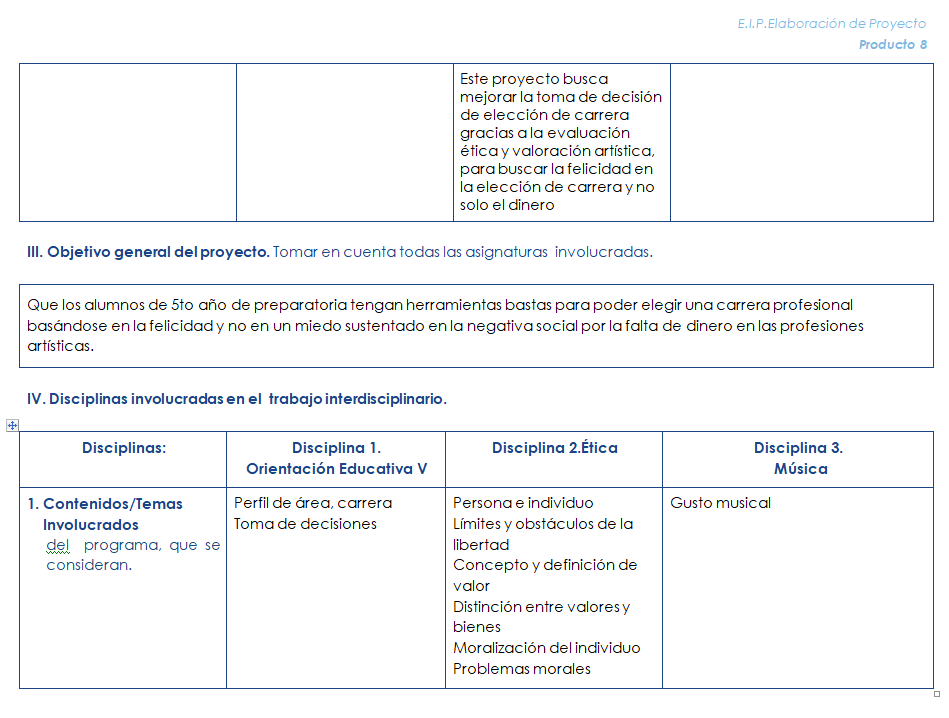 E.I.P.Elaboración de Proyecto
Producto 8
Este proyecto busca
mejorar la toma de decisión
de elección de carrera
gracias a la evaluación
ética y valoración artística,
para buscar la felicidad en
la elección de carrera y no
solo el dinero
III. Objetivo general del proyecto. Tomar en cuenta todas las asignaturas involucradas.
Que los alumnos de 5to año de preparatoria tengan herramientas bastas para poder elegir una carrera profesional
basándose en la felicidad y no en un miedo sustentado en la negativa social por la falta de dinero en las profesiones
artísticas.
IV. Disciplinas involucradas en el trabajo interdisciplinario.
Disciplinas:
Disciplina 1.
Orientación Educativa V
Disciplina 2.Ética
Disciplina 3.
Música
1. Contenidos/Temas
Involucrados
del programa, que se
consideran.
Perfil de área, carrera
Toma de decisiones
Persona e individuo
Límites y obstáculos de la
libertad
Concepto y definición de
valor
Distinción entre valores y
bienes
Moralización del individuo
Problemas morales
Gusto musical